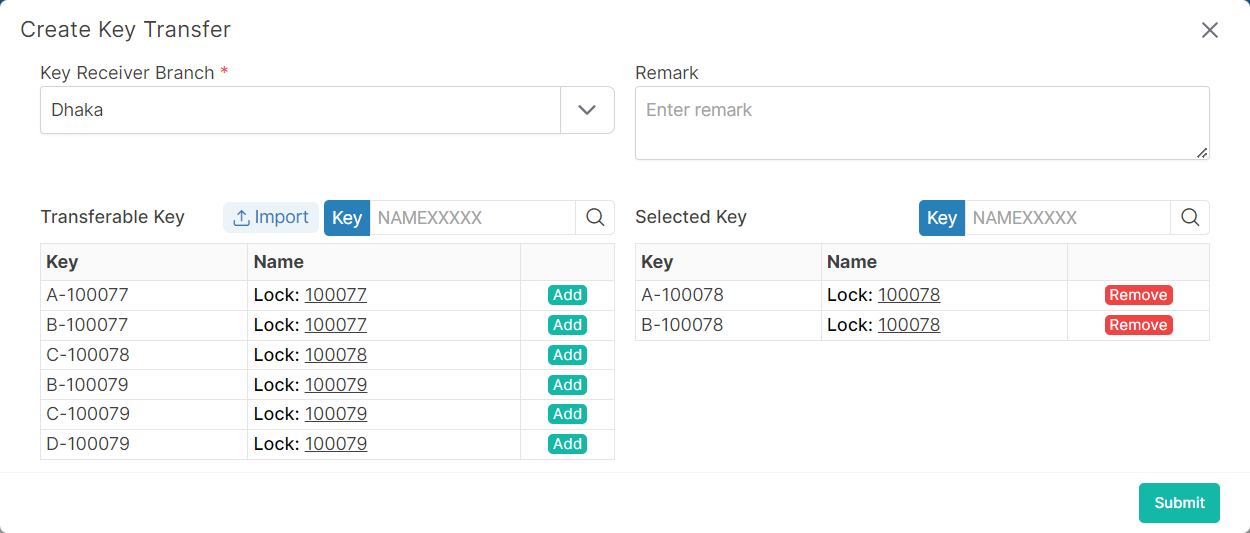 Create Key Transfer
Key Receiver Branch *
Dhaka
Remark
Enter remark
Transferable Key Import Key NAMEXXXXX
Key Name
A-100077 Lock: 100077 Add
B-100077 Lock: 100077 Add
C-100078 Lock: 100078 Add
B-100079 Lock: 100079 Add
C-100079 Lock: 100079 Add
D-100079 Lock: 100079 Add
Selected Key Key NAMEXXXXX
Key Name
A-100078 Lock: 100078 Remove
B-100078 Lock: 100078 Remove
Submit